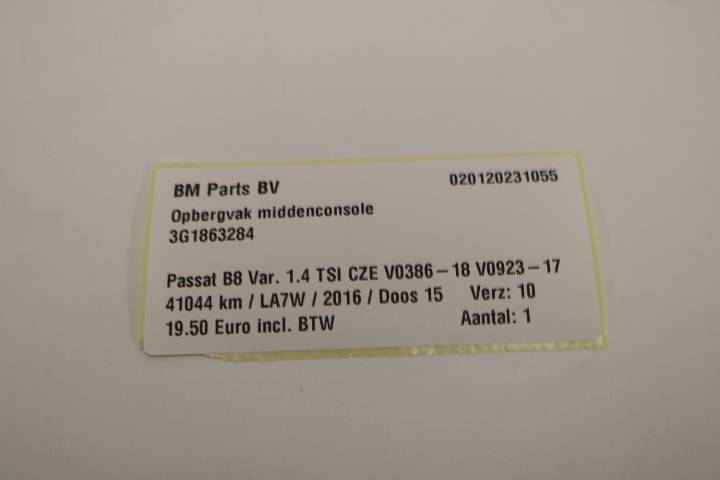 BM Parts BV 020120231055
Opbergvak middenconsole
3G1863284
Passat B8 Var. 1.4 TSI CZE V0386-18 V0923-17
41044 km / LA7W / 2016 / Doos 15 Verz: 10
19.50 Euro incl. BTW Aantal: 1